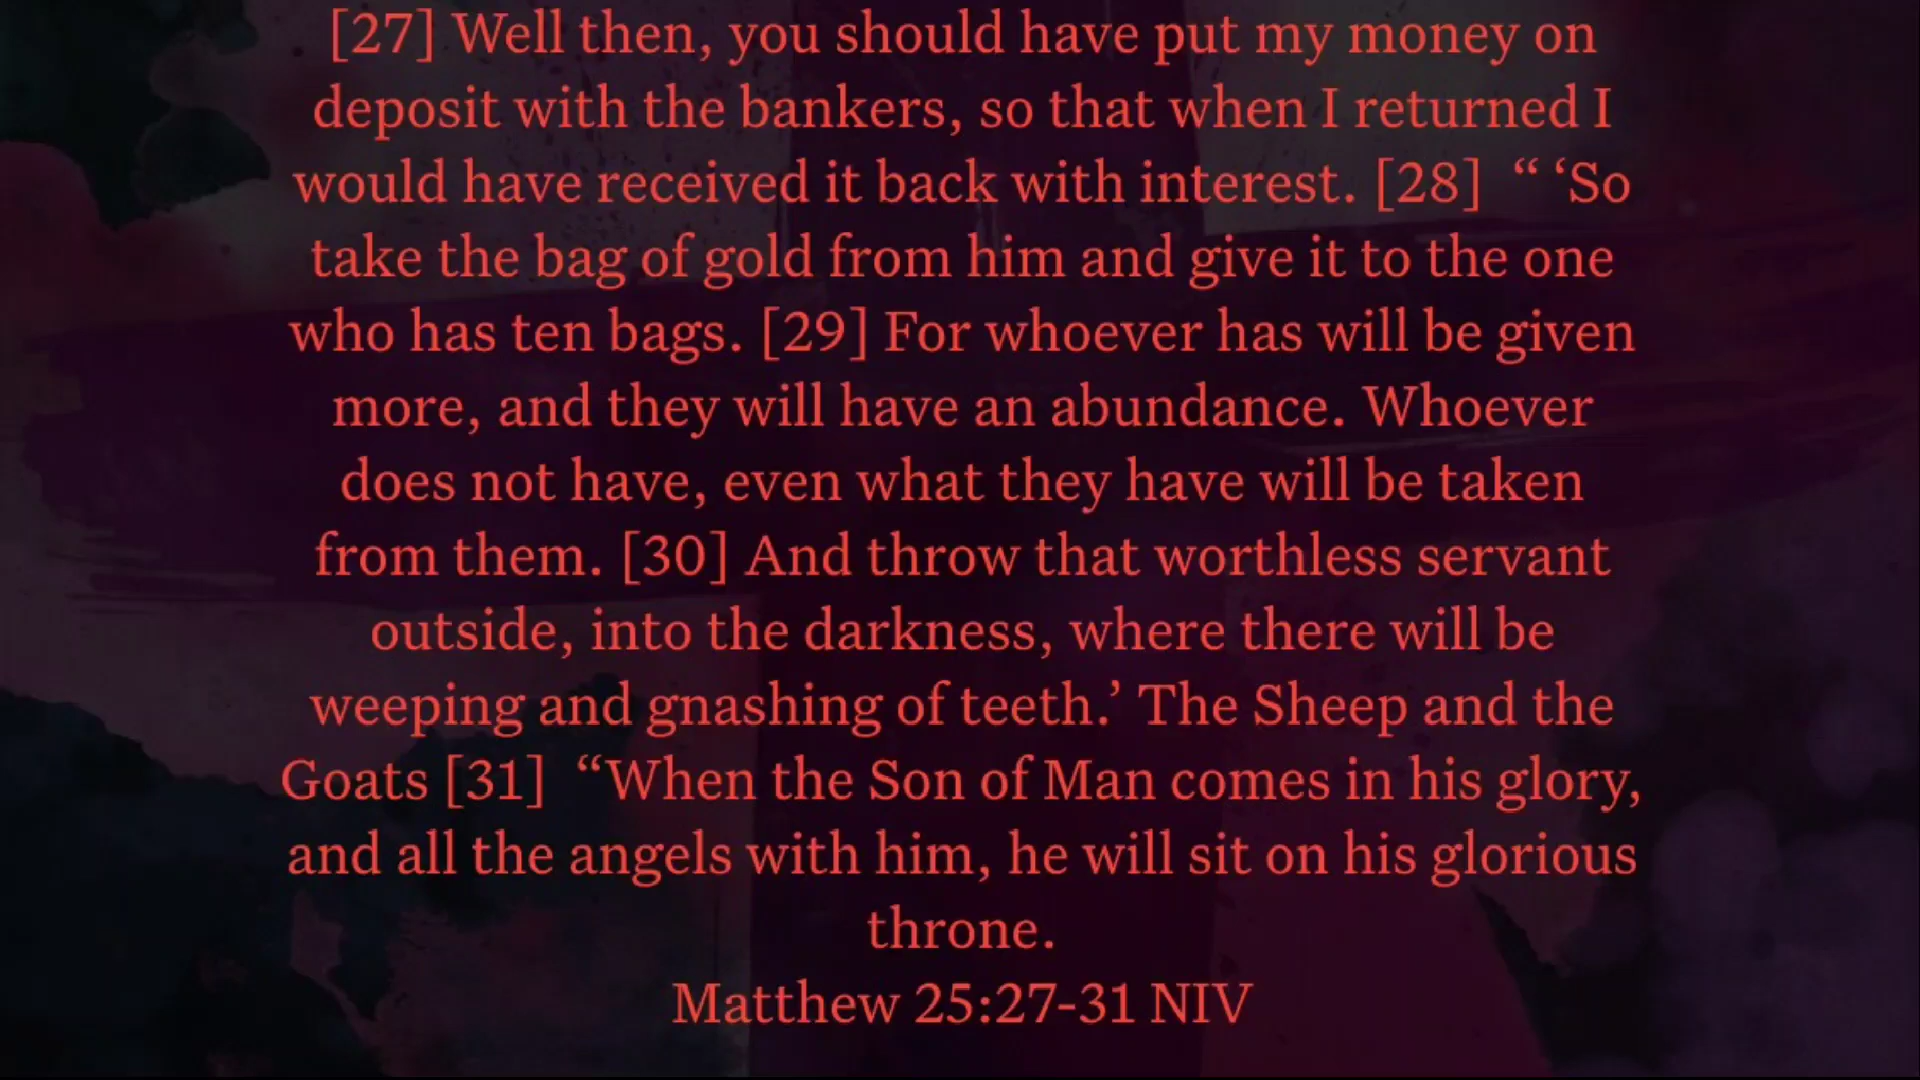 [27] Well then, you should have put my money on
deposit with the bankers, so that when I returned I
would have received it back with interest. [28]  “ ‘So
take the bag of gold from him and give it to the one
who has ten bags. [29] For whoever has will be given
more, and they will have an abundance. Whoever
does not have, even what they have will be taken
from them. [30] And throw that worthless servant
outside, into the darkness, where there will be
weeping and gnashing of teeth.’ The Sheep and the
Goats [31]  “When the Son of Man comes in his glory,
and all the angels with him, he will sit on his glorious
throne.
Matthew 25:27-31 NIV